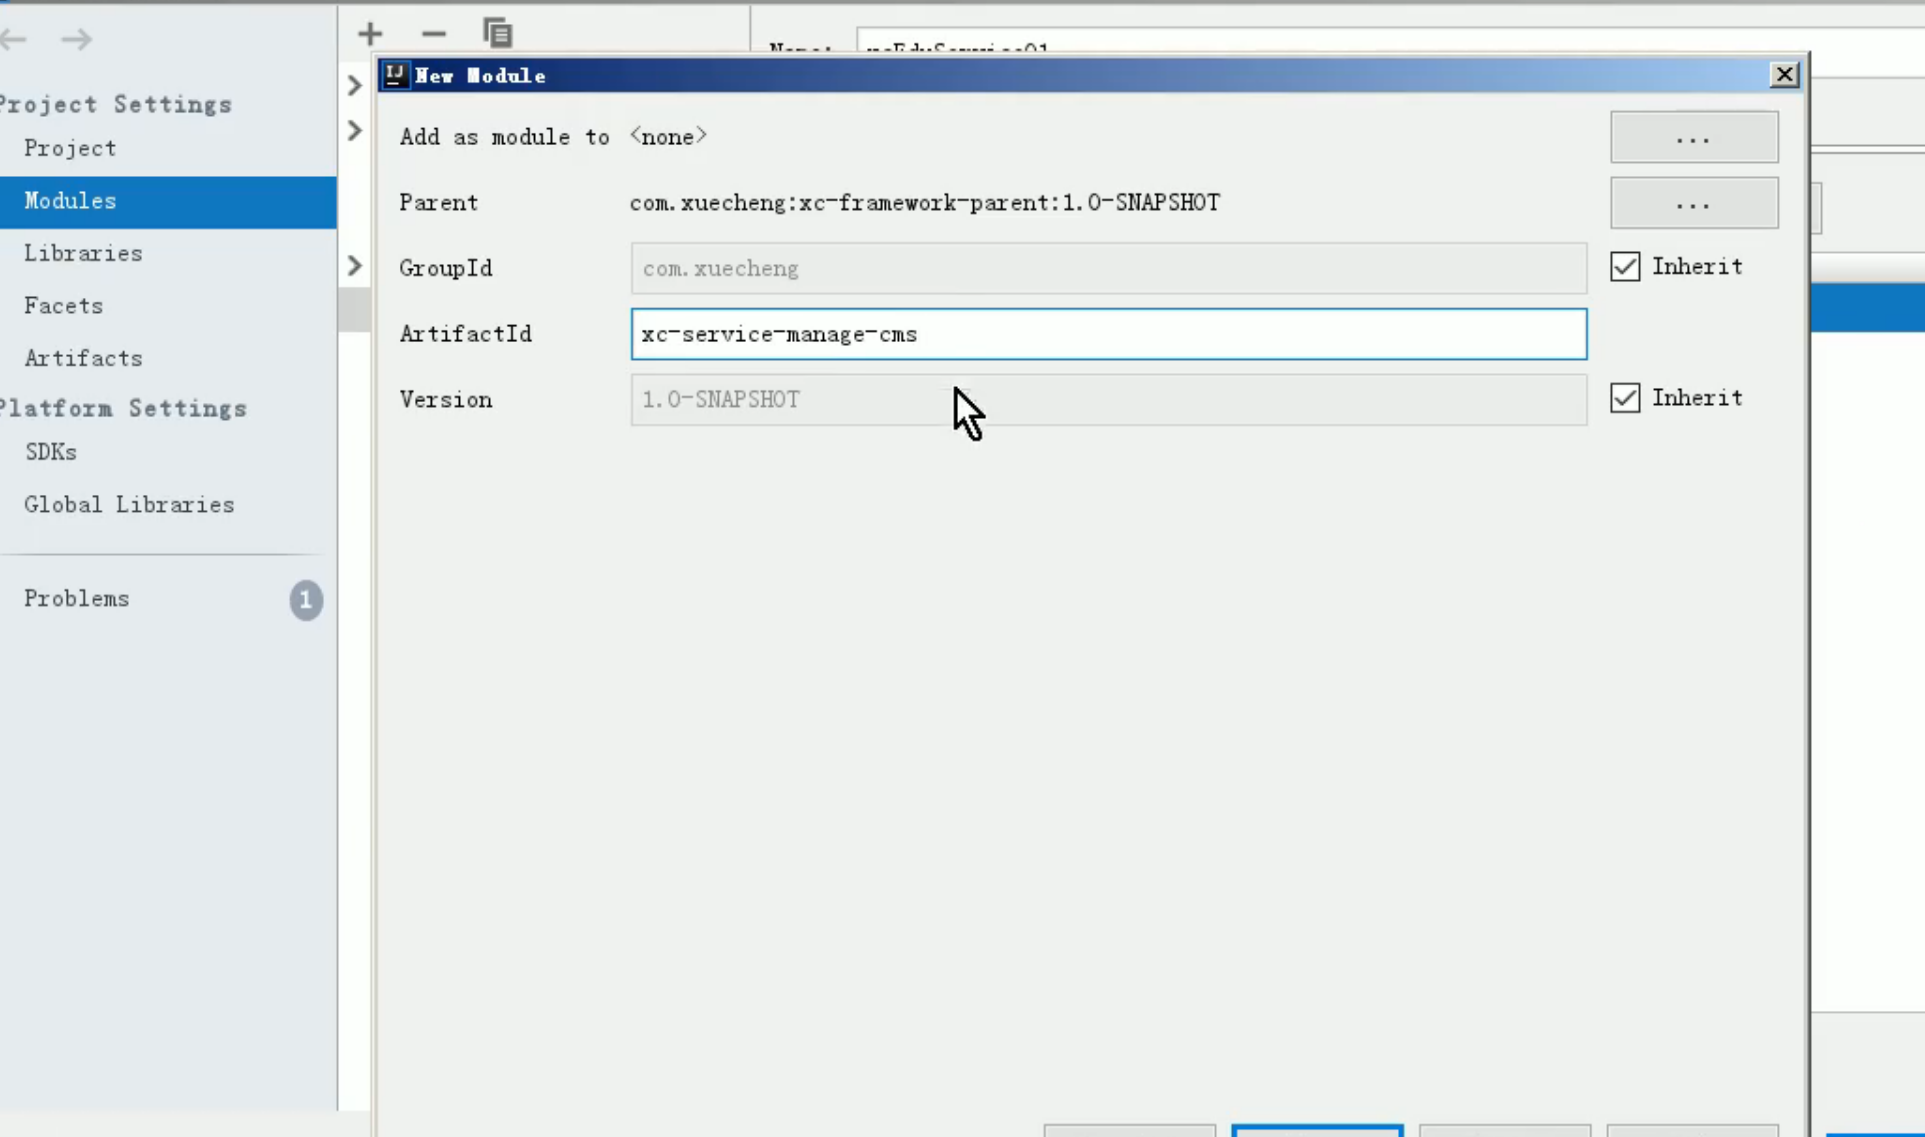 Project Settings
Project
Modules
Libraries
Facets
Artifacts
Platform Settings
SDKs
Global Libraries
Problems
1
Name:
xcEduService01
New Module
Add as module to <none>
...
Parent com.xuecheng:xc-framework-parent:1.0-SNAPSHOT
...
GroupId com.xuecheng Inherit
ArtifactId xc-service-manage-cms
Version 1.0-SNAPSHOT Inherit